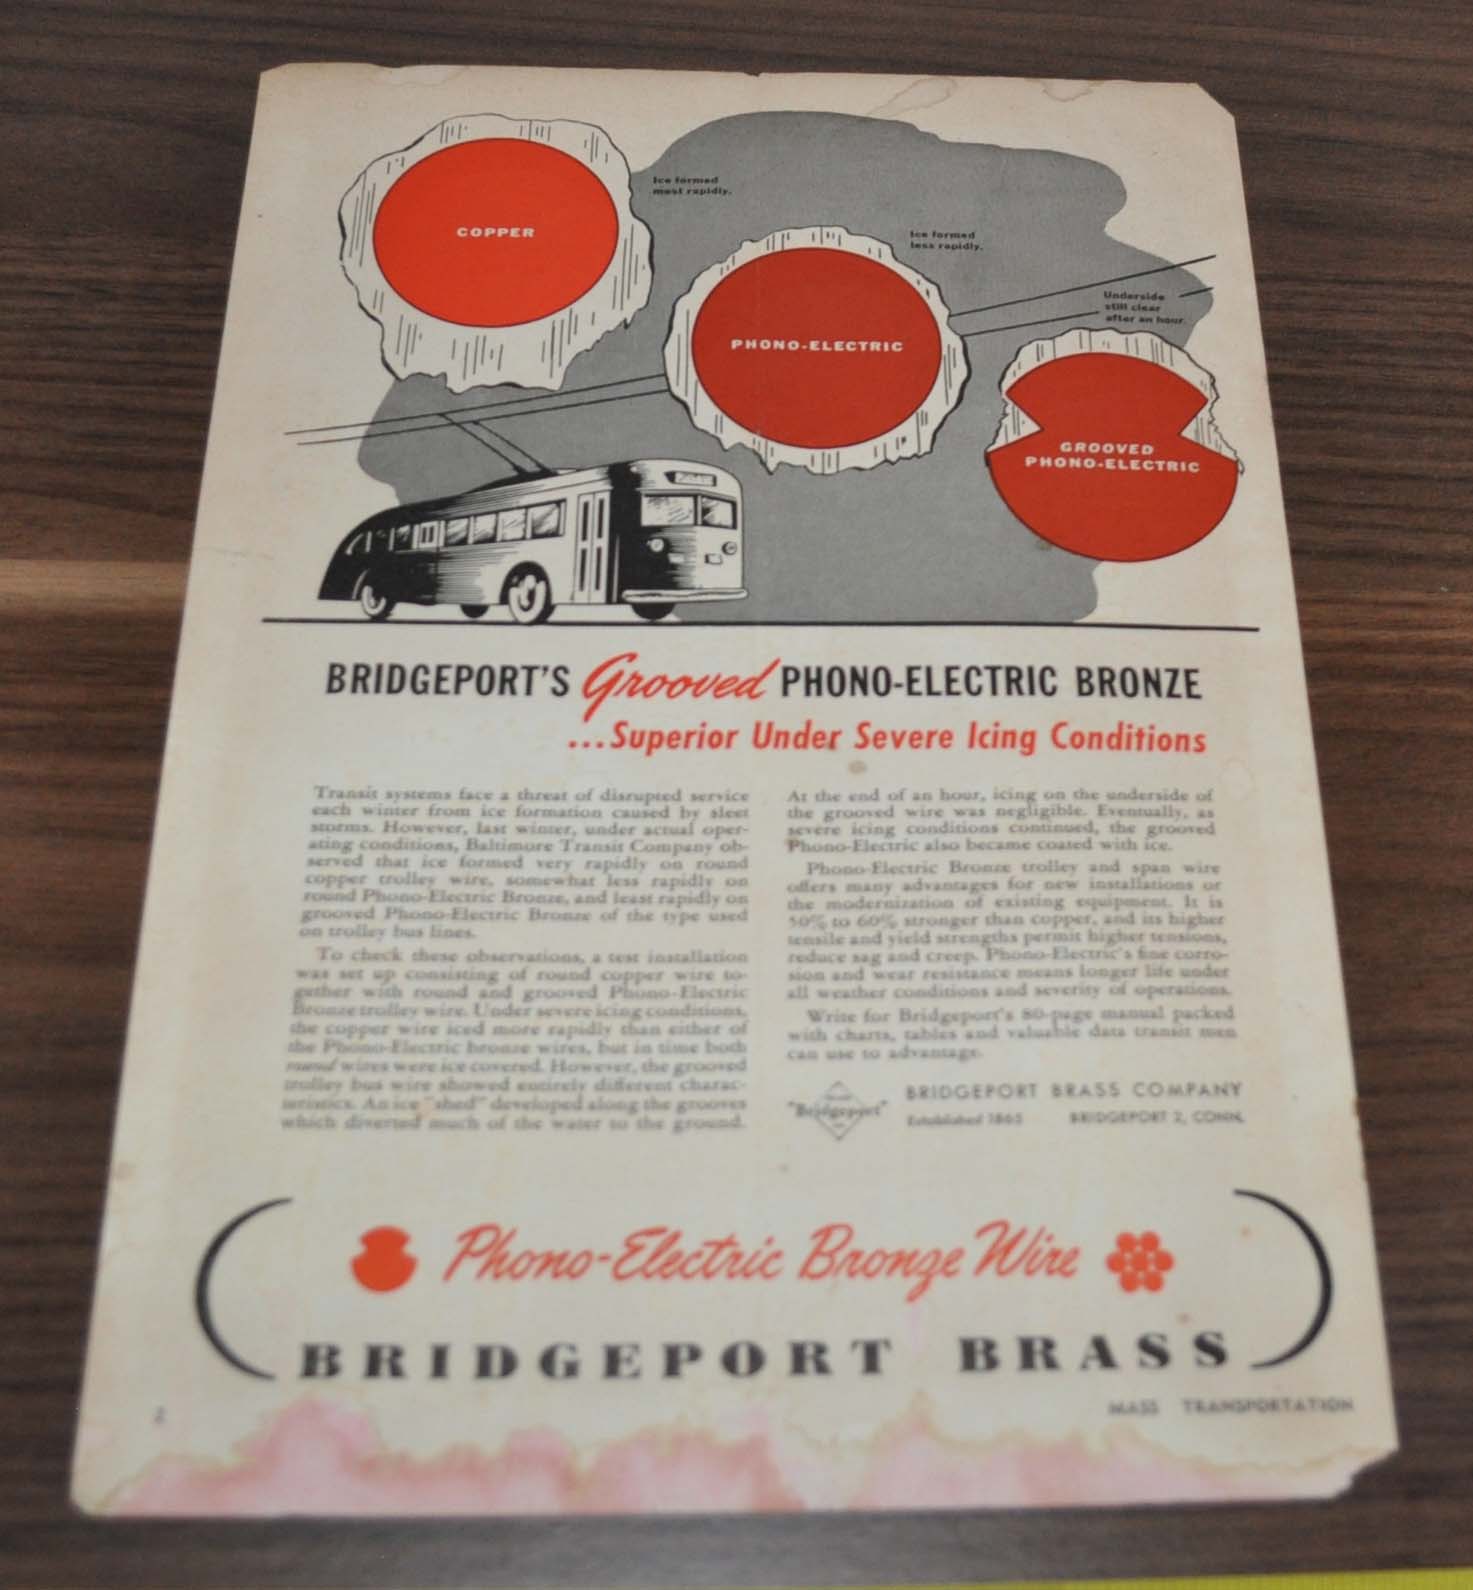 COPPER
Ice formed
most rapidly.
PHONO-ELECTRIC
Ice formed
less rapidly.
Underside
still clear
after an hour.
GROOVED
PHONO-ELECTRIC
BRIDGEPORT'S Grooved PHONO-ELECTRIC BRONZE
...Superior Under Severe Icing Conditions
Transit systems face a threat of disrupted service
each winter from ice formation caused by sleet
storms. However, last winter, under actual oper-
ating conditions, Baltimore Transit Company ob-
served that ice formed very rapidly on round
copper trolley wire, somewhat less rapidly on
round Phono-Electric Bronze, and least rapidly on
grooved Phono-Electric Bronze of the type used
on trolley bus lines.
To check these observations, a test installation
was set up consisting of round copper wire to-
gether with round and grooved Phono-Electric
Bronze trolley wire. Under severe icing conditions,
the copper wire iced more rapidly than either of
the Phono-Electric bronze wires, but in time both
round wires were ice covered. However, the grooved
trolley bus wire showed entirely different charac-
teristics. An ice "shed" developed along the grooves
which diverted much of the water to the ground.
At the end of an hour, icing on the underside of
the grooved wire was negligible. Eventually, as
severe icing conditions continued, the grooved
Phono-Electric also became coated with ice.
Phono-Electric Bronze trolley and span wire
offers many advantages for new installations or
the modernization of existing equipment. It is
50% to 60% stronger than copper, and its higher
tensile and yield strengths permit higher tensions,
reduce sag and creep. Phono-Electric's fine corro-
sion and wear resistance means longer life under
all weather conditions and severity of operations.
Write for Bridgeport's 80-page manual packed
with charts, tables and valuable data transit men
can use to advantage.
"Bridgeport"
BRIDGEPORT BRASS COMPANY
Established 1865 BRIDGEPORT 2, CONN.
Phono-Electric Bronze Wire
BRIDGEPORT BRASS
2
MASS TRANSPORTATION